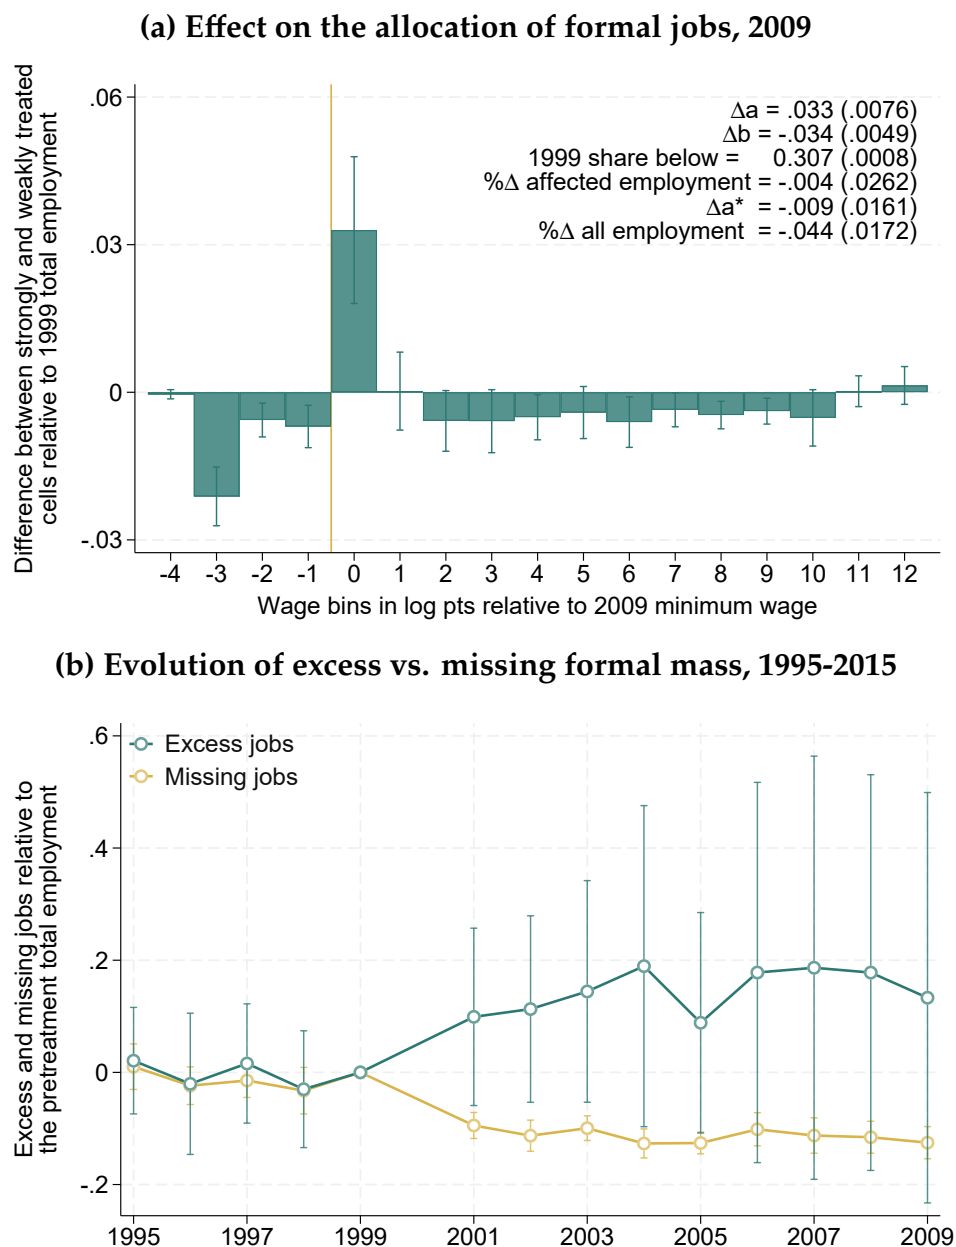 (a) Effect on the allocation of formal jobs, 2009
Difference between strongly and weakly treated
cells relative to 1999 total employment
.06
.03
0
-.03
Δa = .033 (.0076)
Δb = -.034 (.0049)
1999 share below = 0.307 (.0008)
%Δ affected employment = -.004 (.0262)
Δa* = -.009 (.0161)
%Δ all employment = -.044 (.0172)
-4 -3 -2 -1 0 1 2 3 4 5 6 7 8 9 10 11 12
Wage bins in log pts relative to 2009 minimum wage
(b) Evolution of excess vs. missing formal mass, 1995-2015
Excess and missing jobs relative to
the pretreatment total employment
.6
.4
.2
0
-.2
Excess jobs
Missing jobs
1995 1997 1999 2001 2003 2005 2007 2009